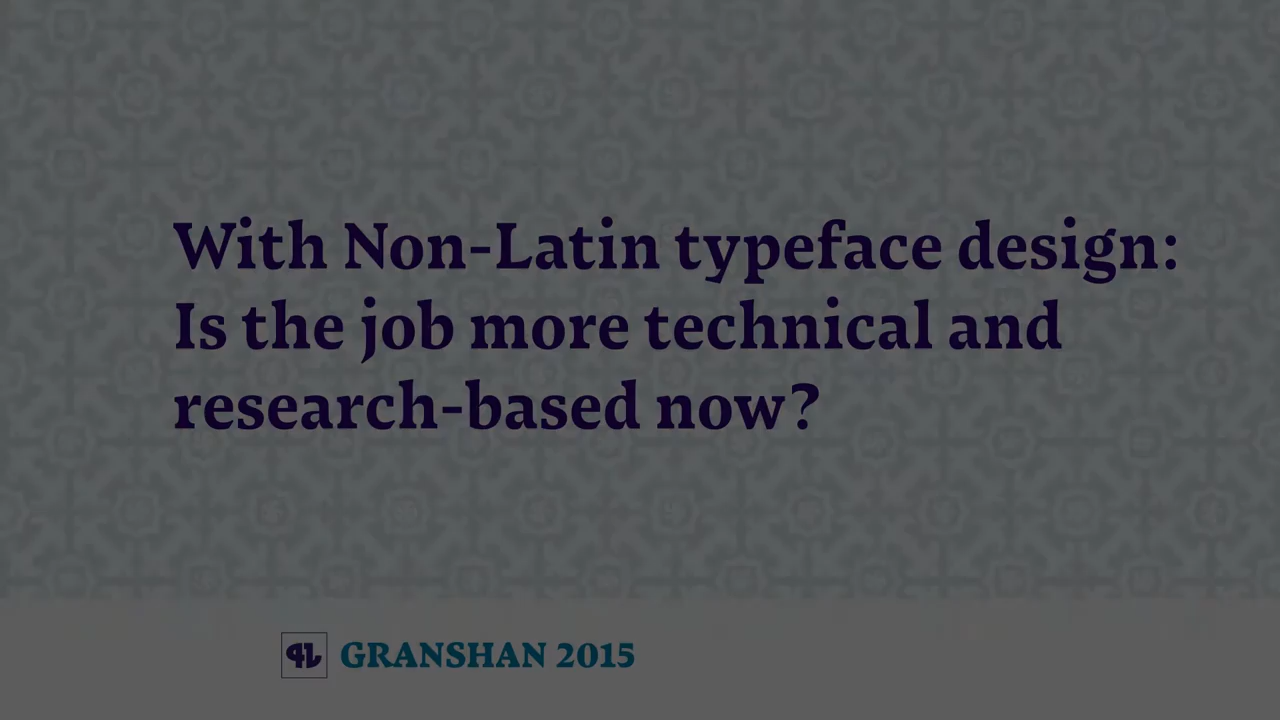 With Non-Latin typeface design:
Is the job more technical and
research-based now?
GRANSHAN 2015